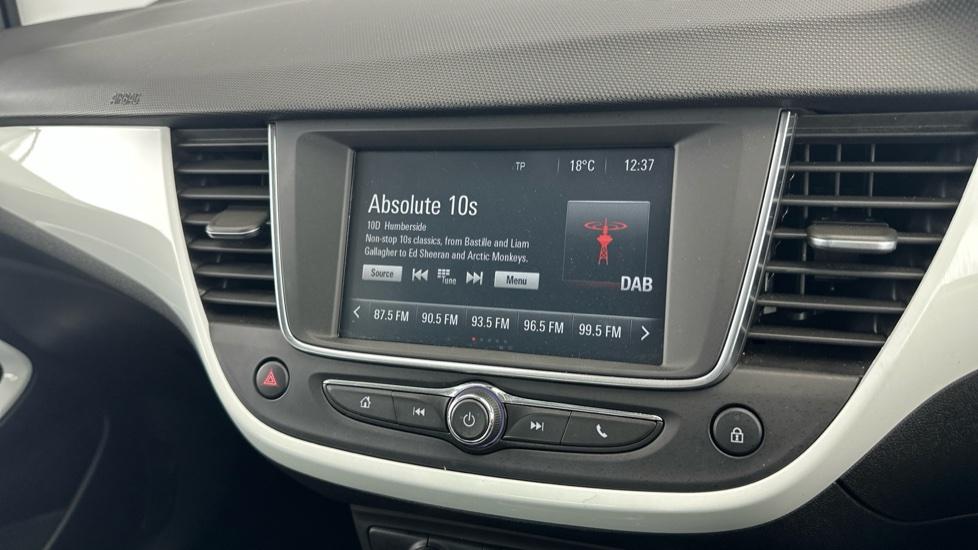 AIRBAG
TP 18°C 12:37
Absolute 10s
10D Humberside
Non-stop 10s classics, from Bastille and Liam
Gallagher to Ed Sheeran and Arctic Monkeys.
Source Tune Menu
DAB
87.5 FM 90.5 FM 93.5 FM 96.5 FM 99.5 FM